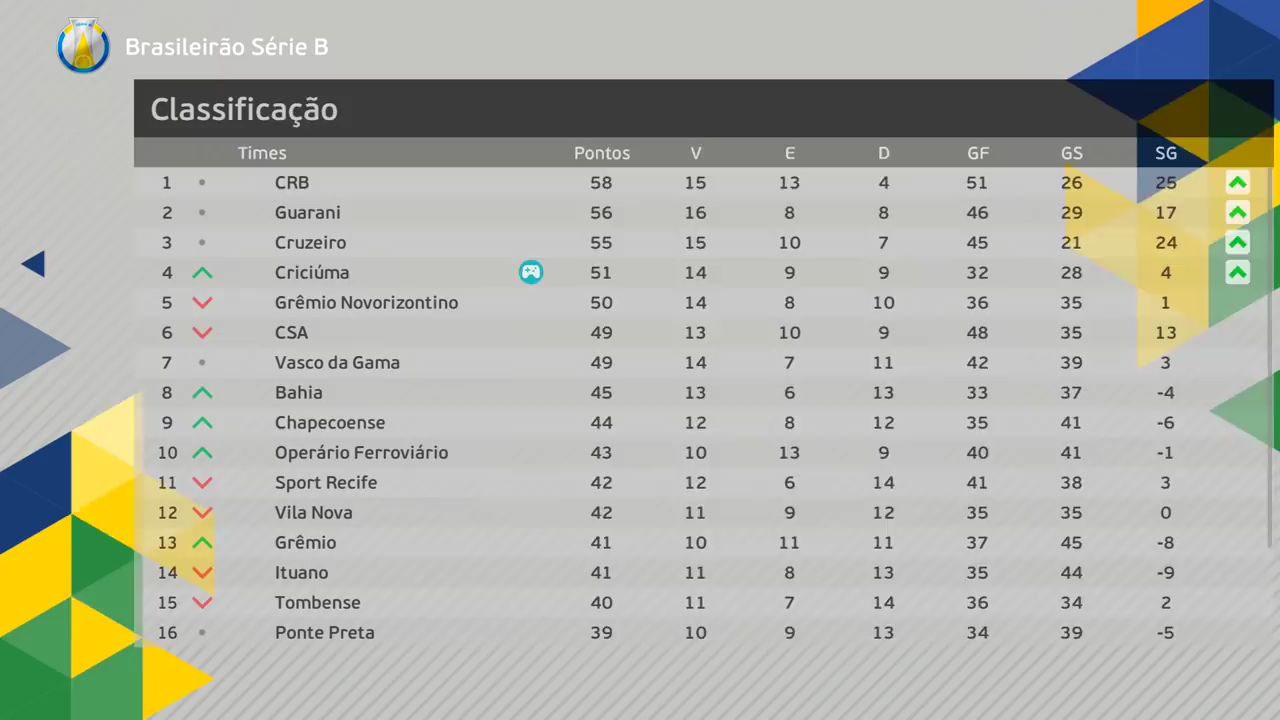 Brasileirão Série B
Classificação
Times Pontos V E D GF GS SG
1 CRB 58 15 13 4 51 26 25
2 Guarani 56 16 8 8 46 29 17
3 Cruzeiro 55 15 10 7 45 21 24
4 Criciúma 51 14 9 9 32 28 4
5 Grêmio Novorizontino 50 14 8 10 36 35 1
6 CSA 49 13 10 9 48 35 13
7 Vasco da Gama 49 14 7 11 42 39 3
8 Bahia 45 13 6 13 33 37 -4
9 Chapecoense 44 12 8 12 35 41 -6
10 Operário Ferroviário 43 10 13 9 40 41 -1
11 Sport Recife 42 12 6 14 41 38 3
12 Vila Nova 42 11 9 12 35 35 0
13 Grêmio 41 10 11 11 37 45 -8
14 Ituano 41 11 8 13 35 44 -9
15 Tombense 40 11 7 14 36 34 2
16 Ponte Preta 39 10 9 13 34 39 -5